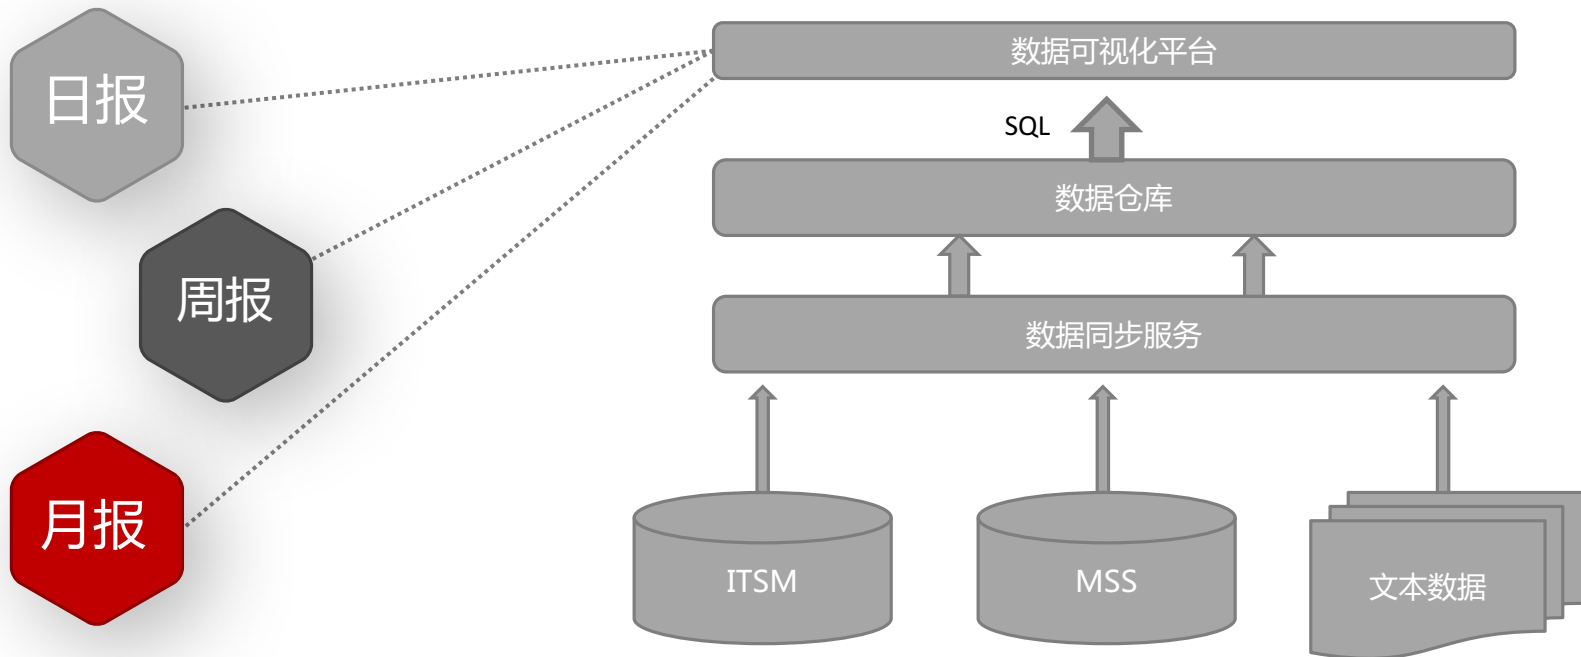 日报
周报
月报
数据可视化平台
SQL
数据仓库
数据同步服务
ITSM
MSS
文本数据